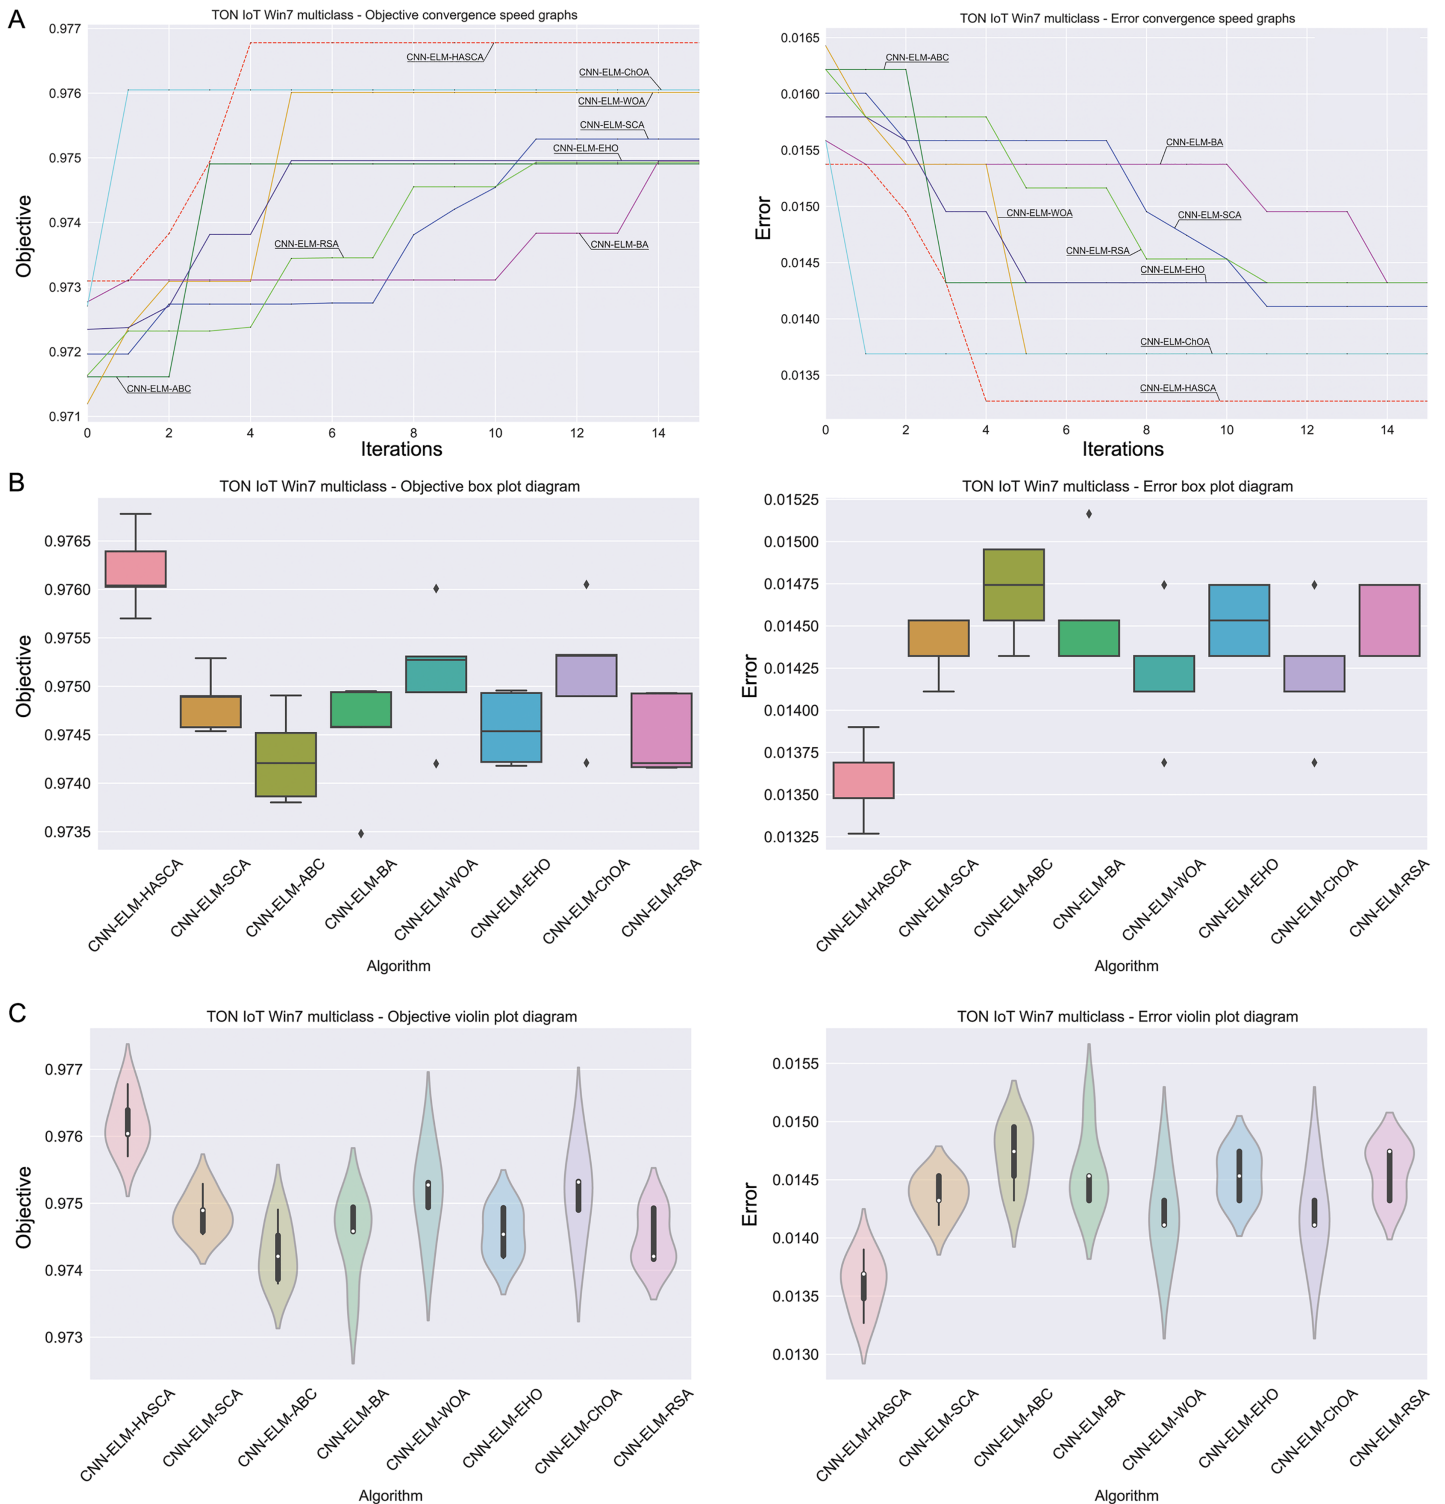 A
TON IoT Win7 multiclass - Objective convergence speed graphs
0.977
0.976
0.975
0.974
0.973
0.972
0.971
Objective
CNN-ELM-HASCA
CNN-ELM-ChOA
CNN-ELM-WOA
CNN-ELM-SCA
CNN-ELM-EHO
CNN-ELM-RSA
CNN-ELM-BA
CNN-ELM-ABC
0 2 4 6 8 10 12 14
Iterations
TON IoT Win7 multiclass - Error convergence speed graphs
0.0165
0.0160
0.0155
0.0150
0.0145
0.0140
0.0135
Error
CNN-ELM-ABC
CNN-ELM-BA
CNN-ELM-WOA
CNN-ELM-SCA
CNN-ELM-RSA
CNN-ELM-EHO
CNN-ELM-ChOA
CNN-ELM-HASCA
0 2 4 6 8 10 12 14
Iterations
B
TON IoT Win7 multiclass - Objective box plot diagram
0.9765
0.9760
0.9755
0.9750
0.9745
0.9740
0.9735
Objective
CNN-ELM-HASCA
CNN-ELM-SCA
CNN-ELM-ABC
CNN-ELM-BA
CNN-ELM-WOA
CNN-ELM-EHO
CNN-ELM-ChOA
CNN-ELM-RSA
Algorithm
TON IoT Win7 multiclass - Error box plot diagram
0.01525
0.01500
0.01475
0.01450
0.01425
0.01400
0.01375
0.01350
0.01325
Error
CNN-ELM-HASCA
CNN-ELM-SCA
CNN-ELM-ABC
CNN-ELM-BA
CNN-ELM-WOA
CNN-ELM-EHO
CNN-ELM-ChOA
CNN-ELM-RSA
Algorithm
C
TON IoT Win7 multiclass - Objective violin plot diagram
0.977
0.976
0.975
0.974
0.973
Objective
CNN-ELM-HASCA
CNN-ELM-SCA
CNN-ELM-ABC
CNN-ELM-BA
CNN-ELM-WOA
CNN-ELM-EHO
CNN-ELM-ChOA
CNN-ELM-RSA
Algorithm
TON IoT Win7 multiclass - Error violin plot diagram
0.0155
0.0150
0.0145
0.0140
0.0135
0.0130
Error
CNN-ELM-HASCA
CNN-ELM-SCA
CNN-ELM-ABC
CNN-ELM-BA
CNN-ELM-WOA
CNN-ELM-EHO
CNN-ELM-ChOA
CNN-ELM-RSA
Algorithm